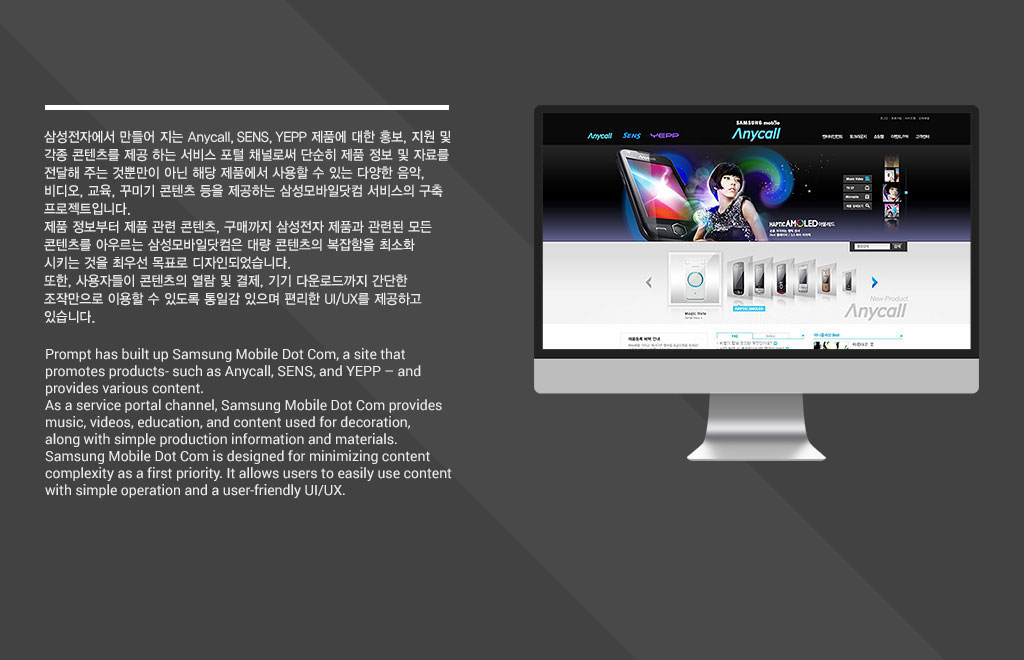 삼성전자에서 만들어 지는 Anycall, SENS, YEPP 제품에 대한 홍보, 지원 및
각종 콘텐츠를 제공 하는 서비스 포털 채널로써 단순히 제품 정보 및 자료를
전달해 주는 것뿐만이 아닌 해당 제품에서 사용할 수 있는 다양한 음악,
비디오, 교육, 꾸미기 콘텐츠 등을 제공하는 삼성모바일닷컴 서비스의 구축
프로젝트입니다.
제품 정보부터 제품 관련 콘텐츠, 구매까지 삼성전자 제품과 관련된 모든
콘텐츠를 아우르는 삼성모바일닷컴은 대량 콘텐츠의 복잡함을 최소화
시키는 것을 최우선 목표로 디자인되었습니다.
또한, 사용자들이 콘텐츠의 열람 및 결제, 기기 다운로드까지 간단한
조작만으로 이용할 수 있도록 통일감 있으며 편리한 UI/UX를 제공하고
있습니다.
Prompt has built up Samsung Mobile Dot Com, a site that
promotes products- such as Anycall, SENS, and YEPP – and
provides various content.
As a service portal channel, Samsung Mobile Dot Com provides
music, videos, education, and content used for decoration,
along with simple production information and materials.
Samsung Mobile Dot Com is designed for minimizing content
complexity as a first priority. It allows users to easily use content
with simple operation and a user-friendly UI/UX.
SAMSUNG mobile
Anycall SENS YEPP Anycall
Music Video
HAPTIC AMOLED
검색
Magic Hole
HAPTIC AMOLED
New Product
Anycall
FAQ